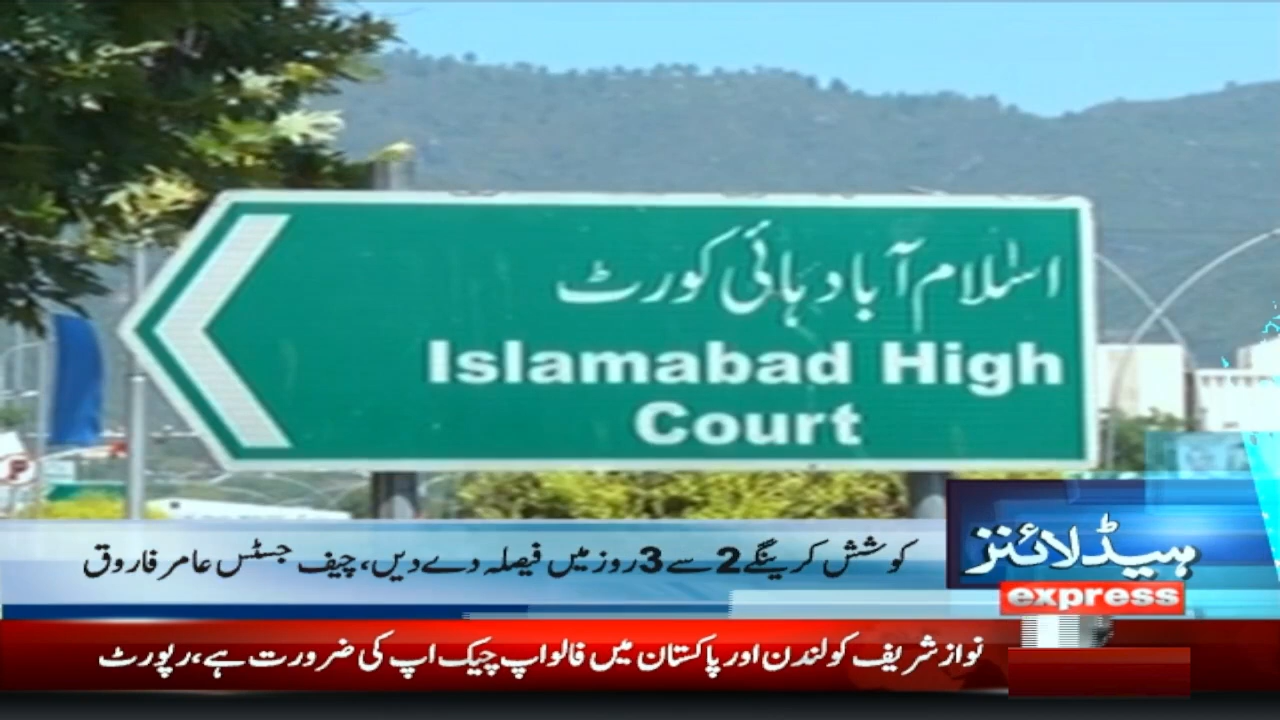 اسلام آباد ہائی کورٹ
Islamabad High
Court
کوشش کرینگے 2 سے 3 روز میں فیصلہ دے دیں، چیف جسٹس عامر فاروق
ہیڈلائنز
express
نواز شریف کو لندن اور پاکستان میں فالو اپ چیک اپ کی ضرورت ہے، رپورٹ